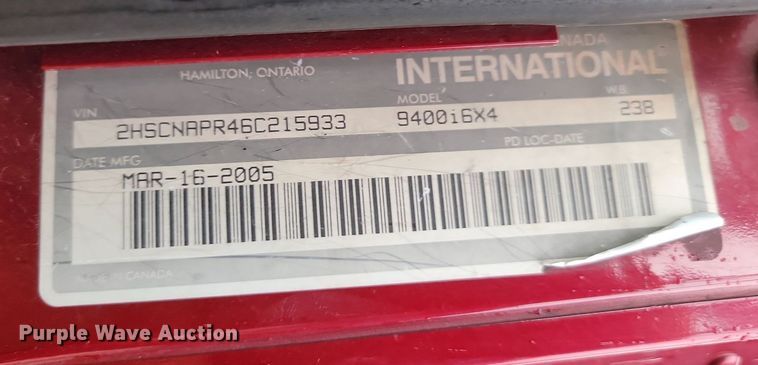 CANADA
HAMILTON, ONTARIO
INTERNATIONAL
VIN
MODEL
W.B.
2HSCNAPR46C215933
9400i6X4
238
DATE MFG
PD LOC-DATE
MAR-16-2005
MADE IN CANADA
Purple Wave Auction